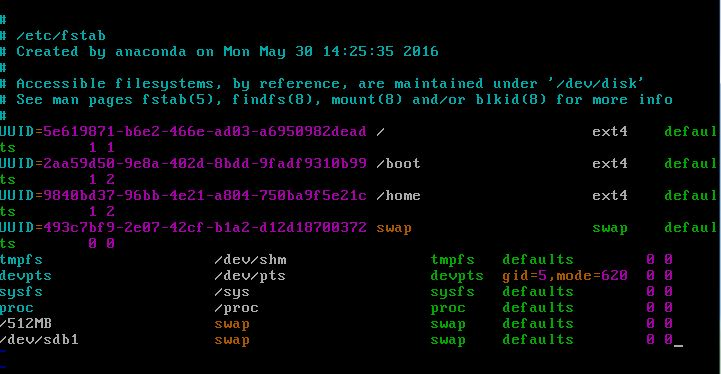 #
# /etc/fstab
# Created by anaconda on Mon May 30 14:25:35 2016
#
# Accessible filesystems, by reference, are maintained under '/dev/disk'
# See man pages fstab(5), findfs(8), mount(8) and/or blkid(8) for more info
#
UUID=5e619871-b6e2-466e-ad03-a6950982dead / ext4 defaul
ts 1 1
UUID=2aa59d50-9e8a-402d-8bdd-9fadf9310b99 /boot ext4 defaul
ts 1 2
UUID=9840bd37-96bb-4e21-a804-750ba9f5e21c /home ext4 defaul
ts 1 2
UUID=493c7bf9-2e07-42cf-b1a2-d12d18700372 swap swap defaul
ts 0 0
tmpfs /dev/shm tmpfs defaults 0 0
devpts /dev/pts devpts gid=5,mode=620 0 0
sysfs /sys sysfs defaults 0 0
proc /proc proc defaults 0 0
/512MB swap swap defaults 0 0
/dev/sdb1 swap swap defaults 0 0
~
~